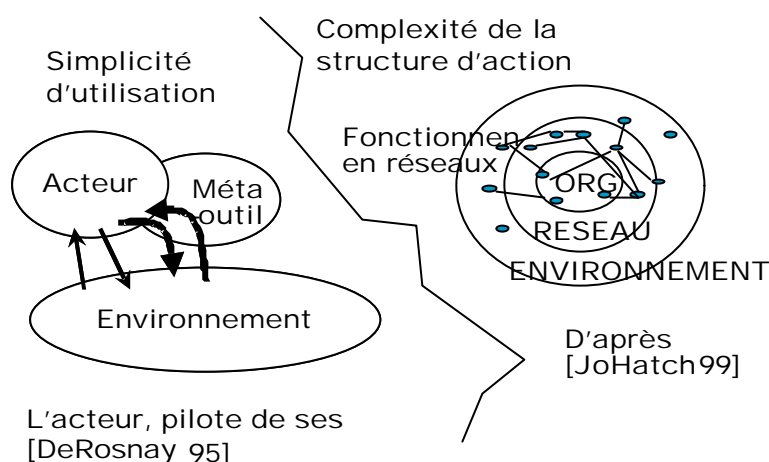 Simplicité
d'utilisation
Acteur
Méta
-outil
Environnement
L'acteur, pilote de ses
[DeRosnay 95]
Complexité de la
structure d'action
Fonctionnen
en réseaux
ORG
RESEAU
ENVIRONNEMENT
D'après
[JoHatch99]